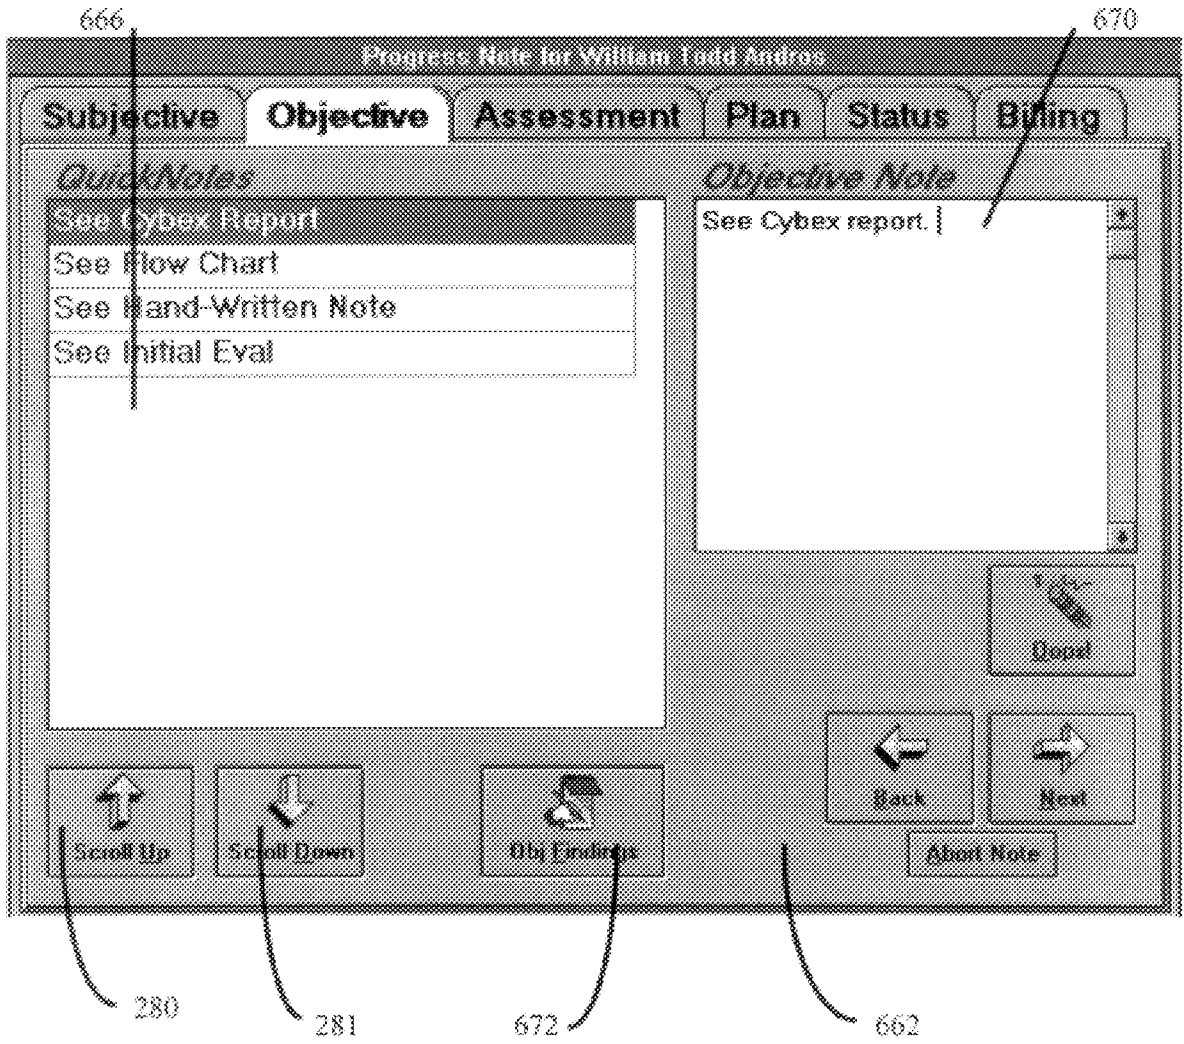 666 670
Progress Note for William Todd Andros
Subjective Objective Assessment Plan Status Billing
QuickNotes Objective Note
See Cybex Report See Cybex report.
See Flow Chart
See Hand-Written Note
See Initial Eval
Oops!
Back Next
Scroll Up Scroll Down Obj Findings Abort Note
280 281 672 662